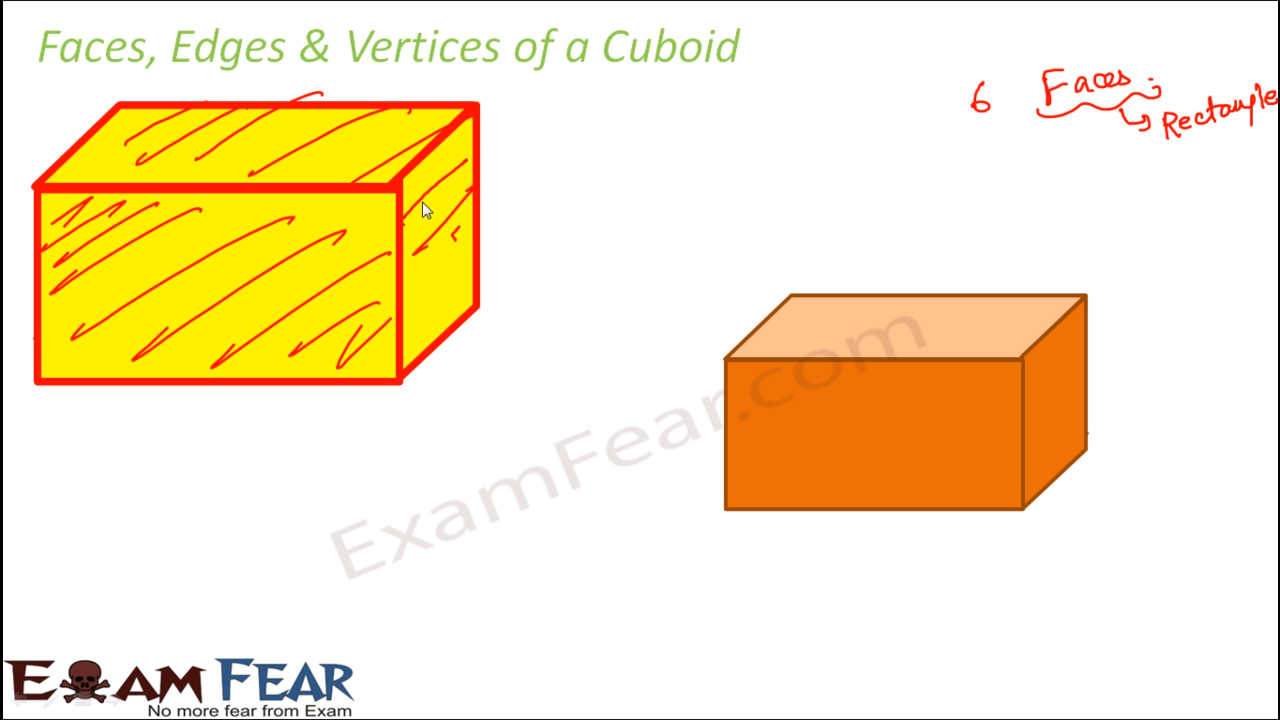 Faces, Edges & Vertices of a Cuboid
6 Faces.
Rectangle
ExamFear.com
EXAM FEAR
No more fear from Exam